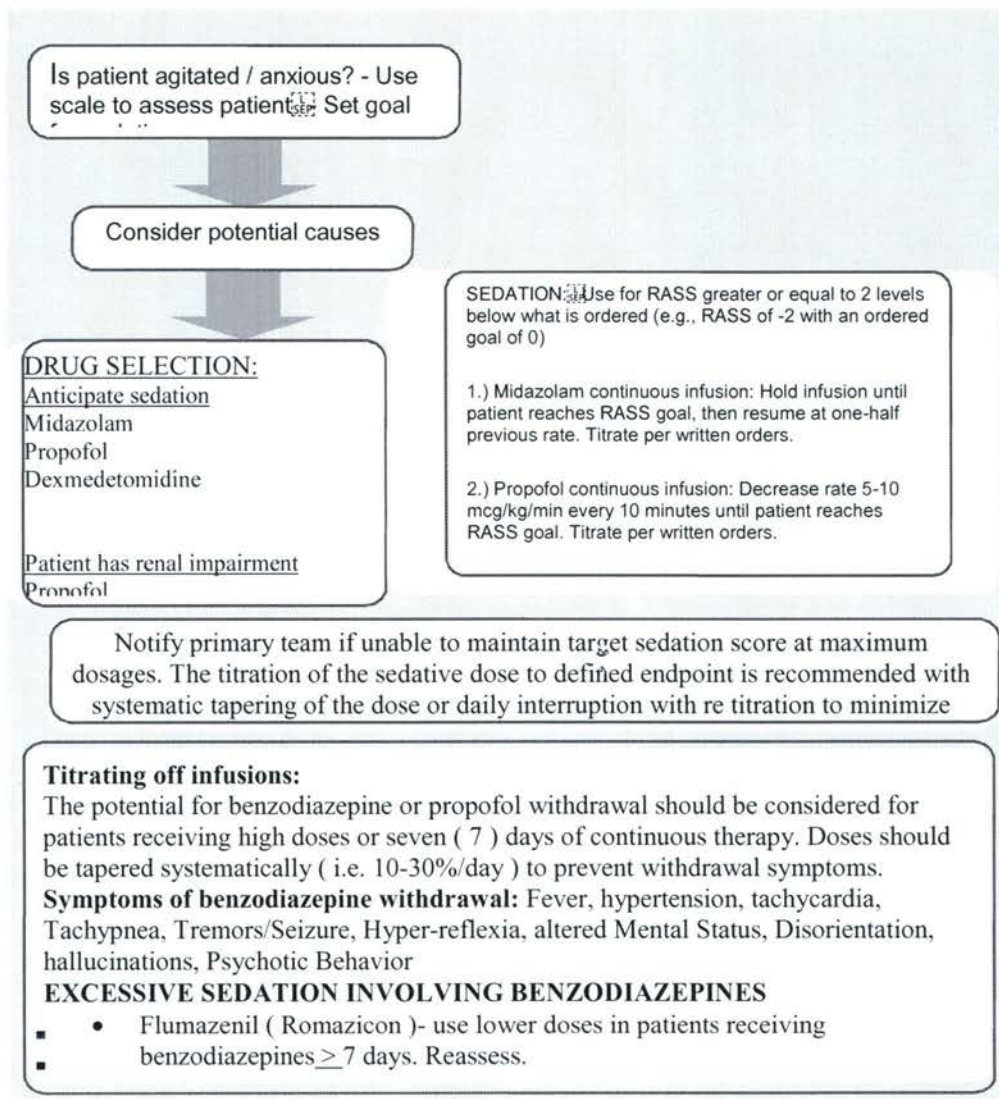 Is patient agitated / anxious? - Use
scale to assess patient Set goal
Consider potential causes
DRUG SELECTION:
Anticipate sedation
Midazolam
Propofol
Dexmedetomidine
Patient has renal impairment
Propofol
SEDATION: Use for RASS greater or equal to 2 levels
below what is ordered (e.g., RASS of -2 with an ordered
goal of 0)
1.) Midazolam continuous infusion: Hold infusion until
patient reaches RASS goal, then resume at one-half
previous rate. Titrate per written orders.
2.) Propofol continuous infusion: Decrease rate 5-10
mcg/kg/min every 10 minutes until patient reaches
RASS goal. Titrate per written orders.
Notify primary team if unable to maintain target sedation score at maximum
dosages. The titration of the sedative dose to defined endpoint is recommended with
systematic tapering of the dose or daily interruption with re titration to minimize
Titrating off infusions:
The potential for benzodiazepine or propofol withdrawal should be considered for
patients receiving high doses or seven ( 7 ) days of continuous therapy. Doses should
be tapered systematically ( i.e. 10-30%/day ) to prevent withdrawal symptoms.
Symptoms of benzodiazepine withdrawal: Fever, hypertension, tachycardia,
Tachypnea, Tremors/Seizure, Hyper-reflexia, altered Mental Status, Disorientation,
hallucinations, Psychotic Behavior
EXCESSIVE SEDATION INVOLVING BENZODIAZEPINES
• Flumazenil ( Romazicon )- use lower doses in patients receiving
benzodiazepines > 7 days. Reassess.